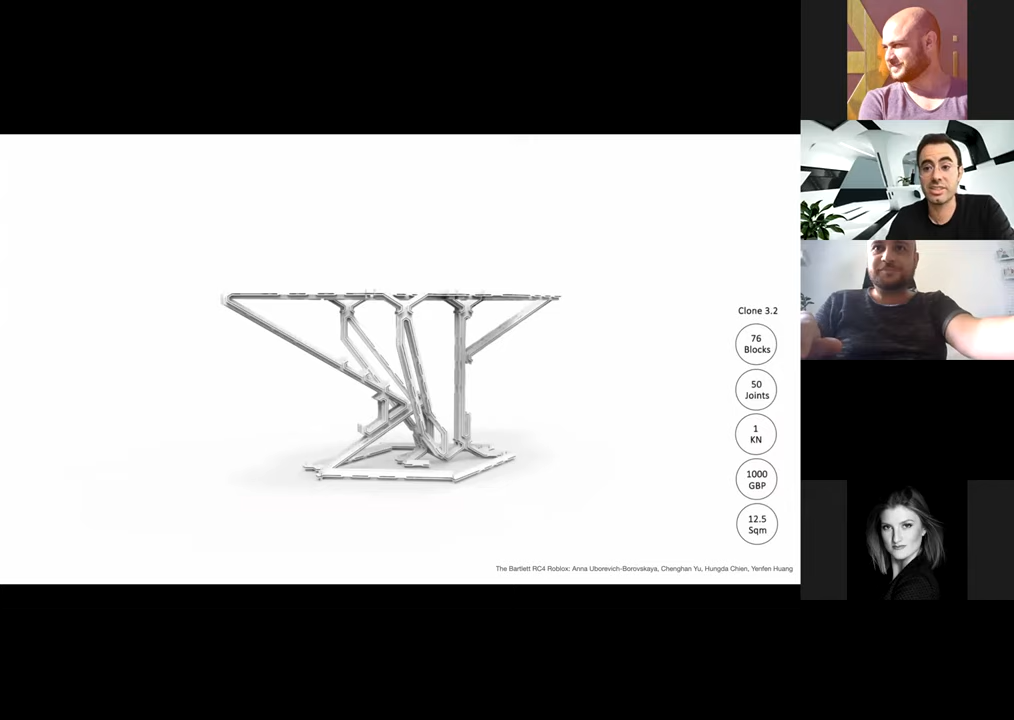 Clone 3.2
76
Blocks
50
Joints
1
KN
1000
GBP
12.5
Sqm
The Bartlett RC4 Roblox: Anna Uborevich-Borovskaya, Chenghan Yu, Hungda Chien, Yenfen Huang